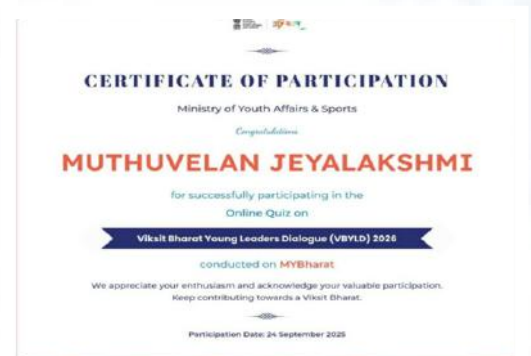 CERTIFICATE OF PARTICIPATION
Ministry of Youth Affairs & Sports
Congratulations
MUTHUVELAN JEYALAKSHMI
for successfully participating in the
Online Quiz on
Viksit Bharat Young Leaders Dialogue (VBYLD) 2026
conducted on MYBharat
We appreciate your enthusiasm and acknowledge your valuable participation.
Keep contributing towards a Viksit Bharat.
Participation Date: 24 September 2025